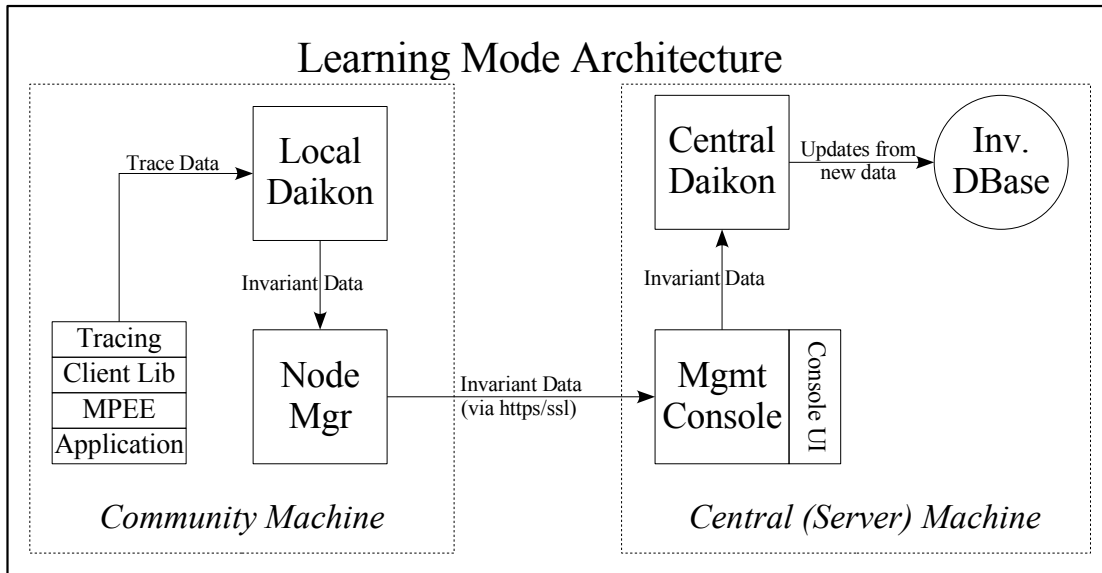 Learning Mode Architecture
Trace Data
Local
Daikon
Invariant Data
Tracing
Client Lib
MPEE
Application
Node
Mgr
Community Machine
Invariant Data
(via https/ssl)
Central
Daikon
Updates from
new data
Inv.
DBase
Invariant Data
Mgmt
Console
Console UI
Central (Server) Machine